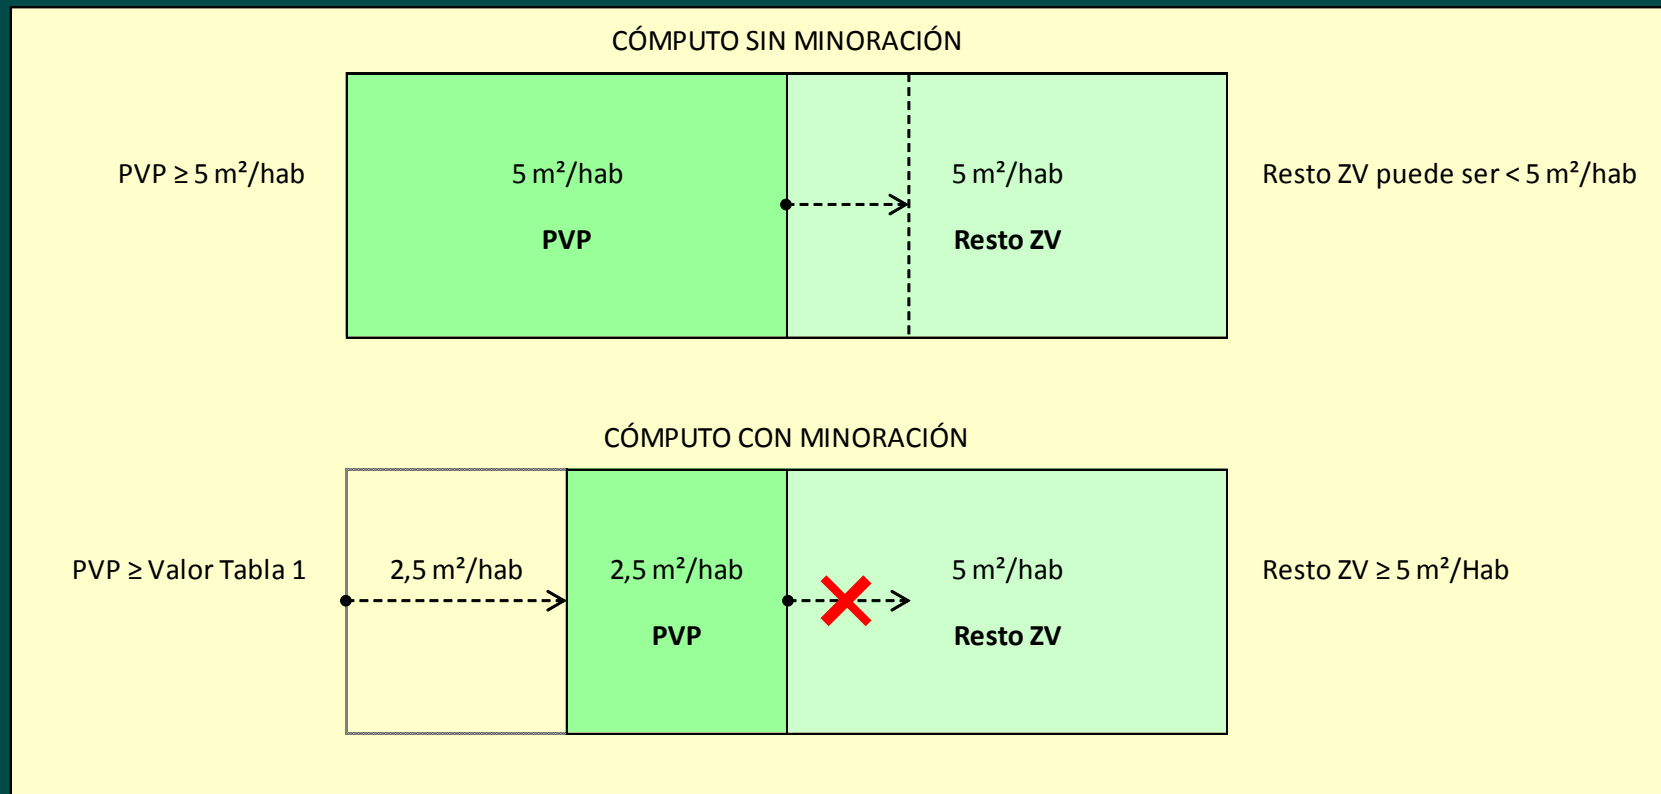 CÓMPUTO SIN MINORACIÓN
PVP ≥ 5 m²/hab
5 m²/hab
PVP
5 m²/hab
Resto ZV
Resto ZV puede ser < 5 m²/hab
CÓMPUTO CON MINORACIÓN
PVP ≥ Valor Tabla 1
2,5 m²/hab
2,5 m²/hab
PVP
5 m²/hab
Resto ZV
Resto ZV ≥ 5 m²/Hab